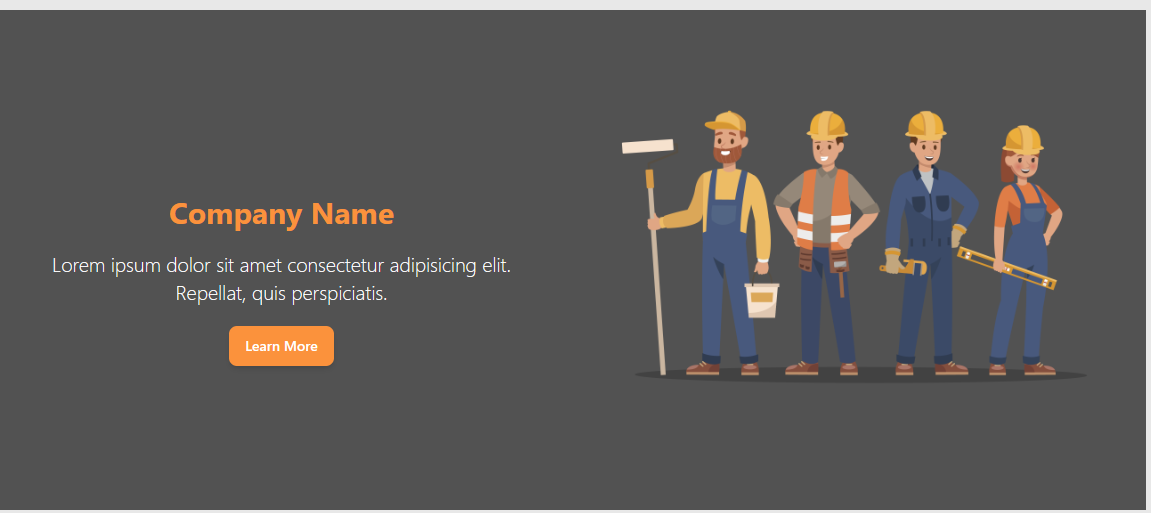 Company Name
Lorem ipsum dolor sit amet consectetur adipisicing elit.
Repellat, quis perspiciatis.
Learn More